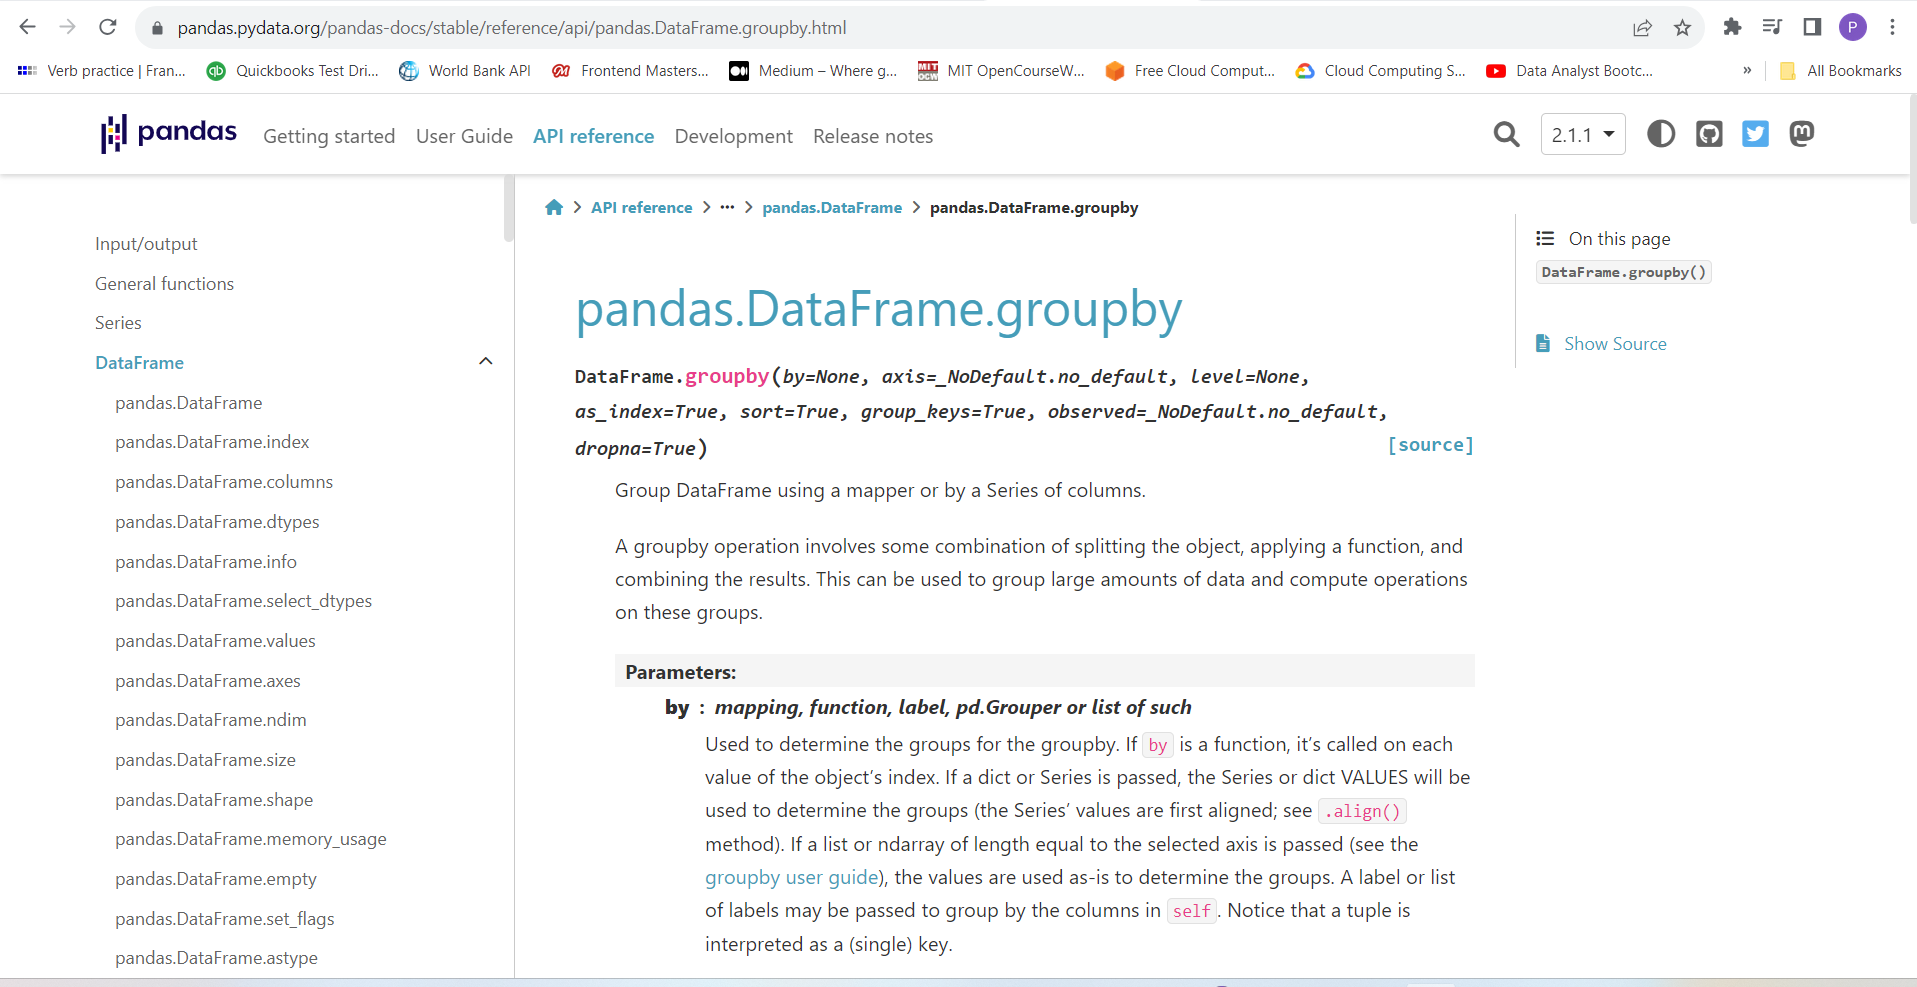 pandas.pydata.org/pandas-docs/stable/reference/api/pandas.DataFrame.groupby.html
P
Verb practice | Fran...
qb
Quickbooks Test Dri...
World Bank API
Frontend Masters...
Medium – Where g...
MIT OpenCourseW...
Free Cloud Comput...
Cloud Computing S...
Data Analyst Bootc...
»
All Bookmarks
pandas
Getting started
User Guide
API reference
Development
Release notes
2.1.1
Input/output
General functions
Series
DataFrame
pandas.DataFrame
pandas.DataFrame.index
pandas.DataFrame.columns
pandas.DataFrame.dtypes
pandas.DataFrame.info
pandas.DataFrame.select_dtypes
pandas.DataFrame.values
pandas.DataFrame.axes
pandas.DataFrame.ndim
pandas.DataFrame.size
pandas.DataFrame.shape
pandas.DataFrame.memory_usage
pandas.DataFrame.empty
pandas.DataFrame.set_flags
pandas.DataFrame.astype
> API reference > ··· > pandas.DataFrame > pandas.DataFrame.groupby
pandas.DataFrame.groupby
DataFrame.groupby(by=None, axis=_NoDefault.no_default, level=None,
as_index=True, sort=True, group_keys=True, observed=_NoDefault.no_default,
dropna=True)
[source]
Group DataFrame using a mapper or by a Series of columns.
A groupby operation involves some combination of splitting the object, applying a function, and
combining the results. This can be used to group large amounts of data and compute operations
on these groups.
Parameters:
by : mapping, function, label, pd.Grouper or list of such
Used to determine the groups for the groupby. If by is a function, it’s called on each
value of the object’s index. If a dict or Series is passed, the Series or dict VALUES will be
used to determine the groups (the Series’ values are first aligned; see .align()
method). If a list or ndarray of length equal to the selected axis is passed (see the
groupby user guide), the values are used as-is to determine the groups. A label or list
of labels may be passed to group by the columns in self. Notice that a tuple is
interpreted as a (single) key.
On this page
DataFrame.groupby()
Show Source